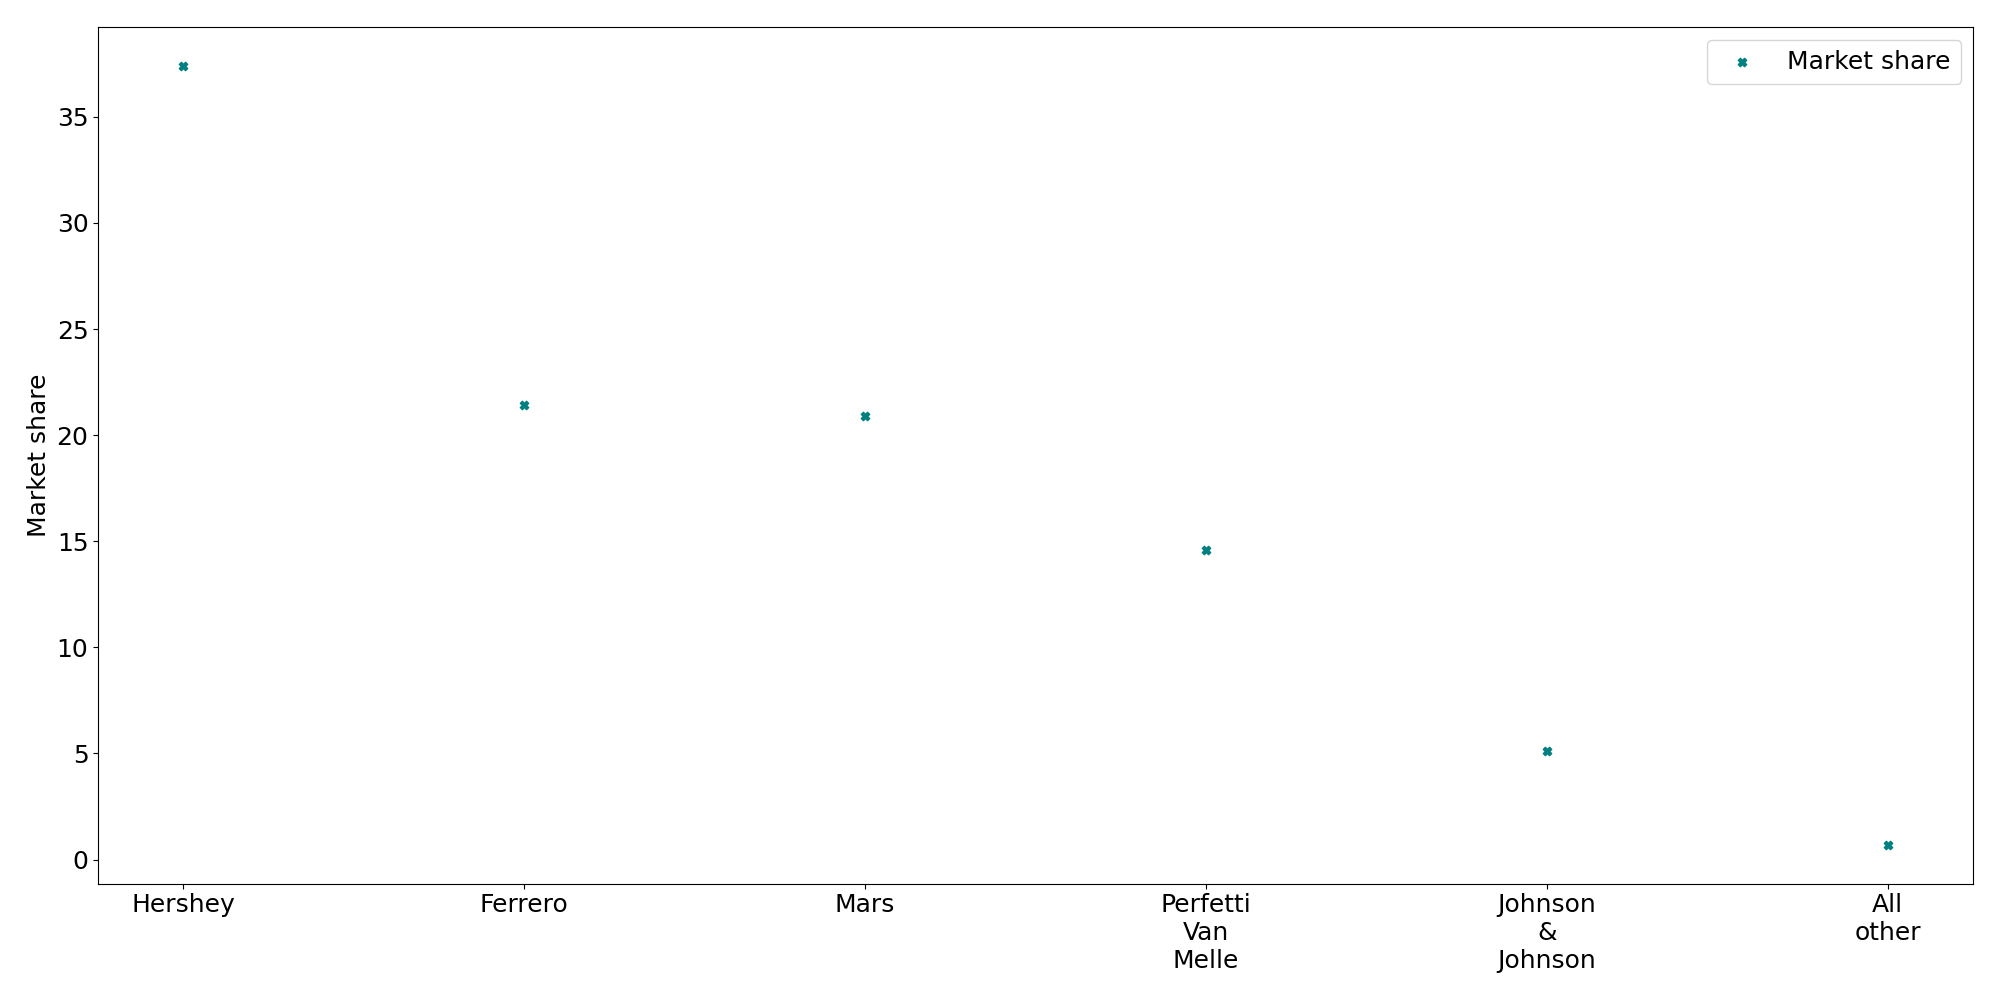 Market share
35
30
25
20
15
10
5
0
Market share
Hershey
Ferrero
Mars
Perfetti
Van
Melle
Johnson
&
Johnson
All
other